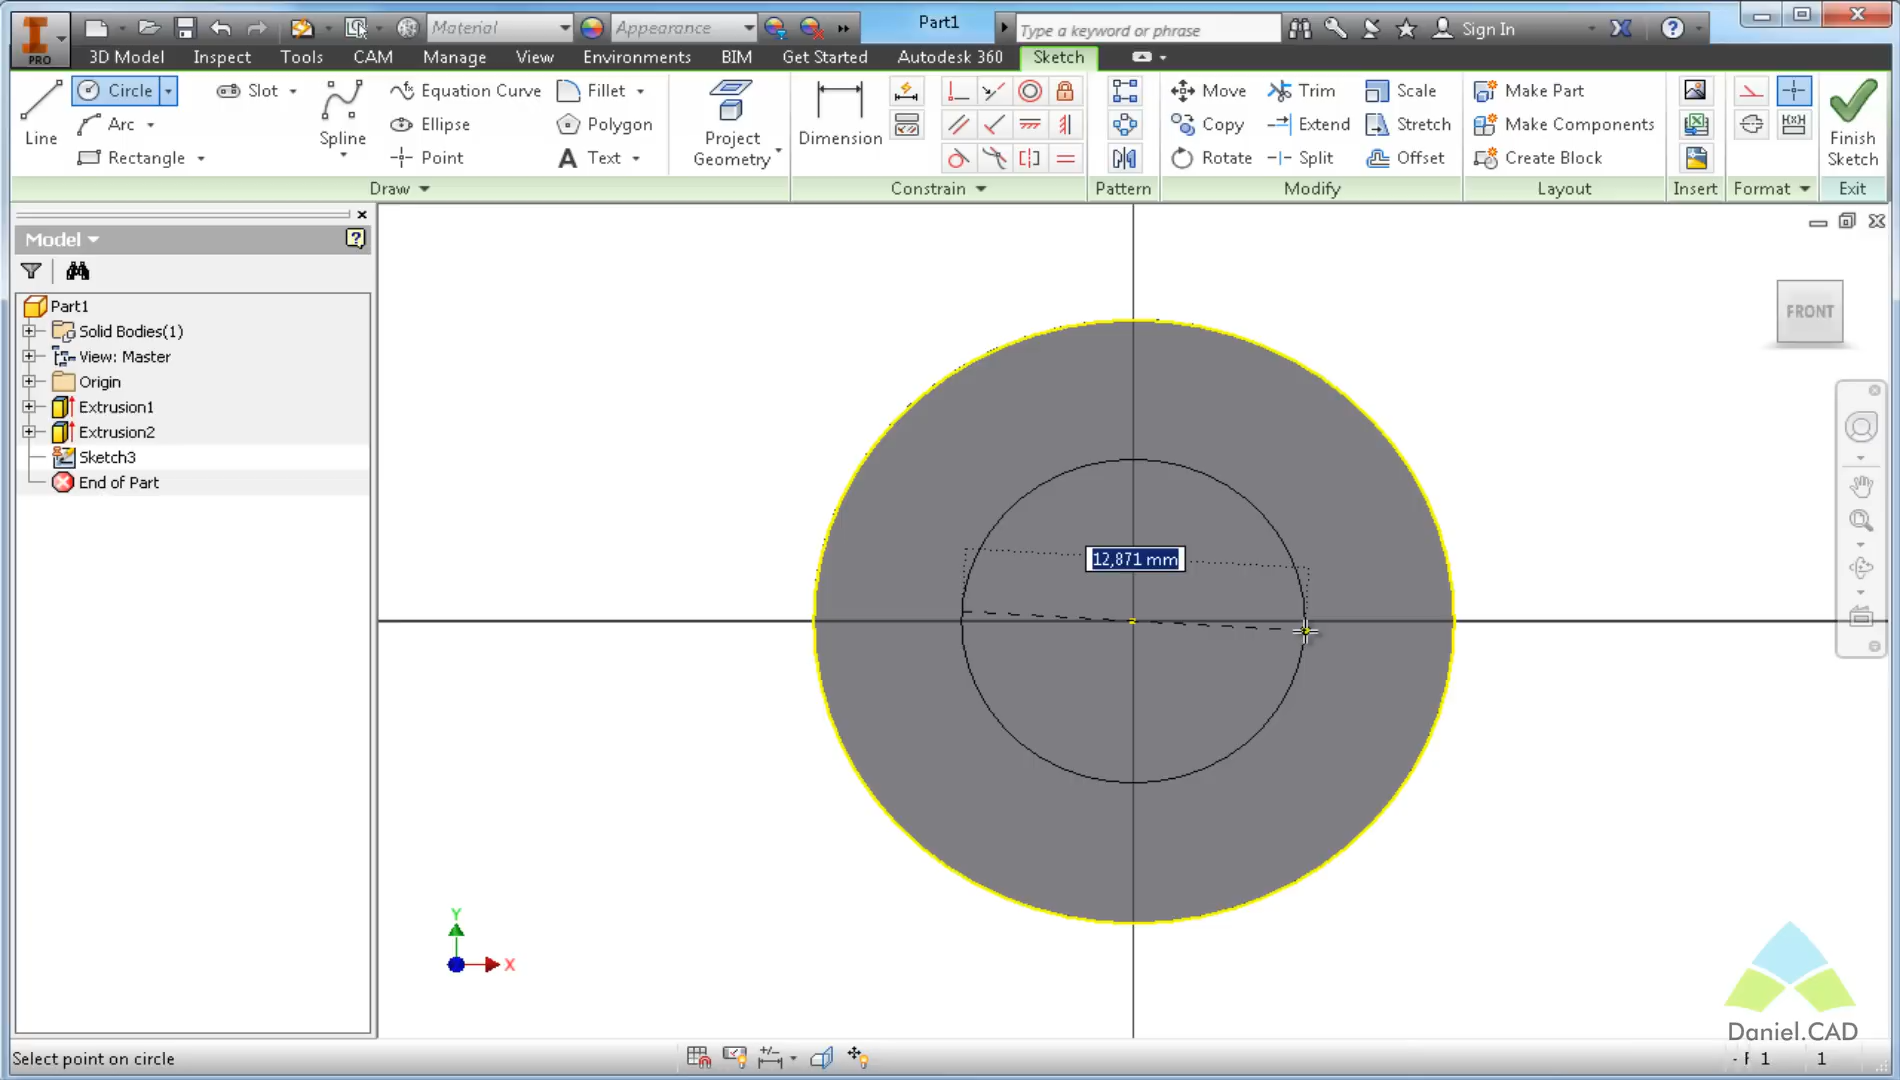 PRO
Material
Appearance
Part1
Type a keyword or phrase
Sign In
3D Model
Inspect
Tools
CAM
Manage
View
Environments
BIM
Get Started
Autodesk 360
Sketch
Line
Circle
Arc
Rectangle
Slot
Spline
Equation Curve
Ellipse
Point
Fillet
Polygon
A Text
Project
Geometry
Dimension
Move
Copy
Rotate
Trim
Extend
Split
Scale
Stretch
Offset
Make Part
Make Components
Create Block
Finish
Sketch
Draw
Constrain
Pattern
Modify
Layout
Insert
Format
Exit
Model
Part1
Solid Bodies(1)
View: Master
Origin
Extrusion1
Extrusion2
Sketch3
End of Part
FRONT
12,871 mm
Y
X
Daniel.CAD
Select point on circle
1
1